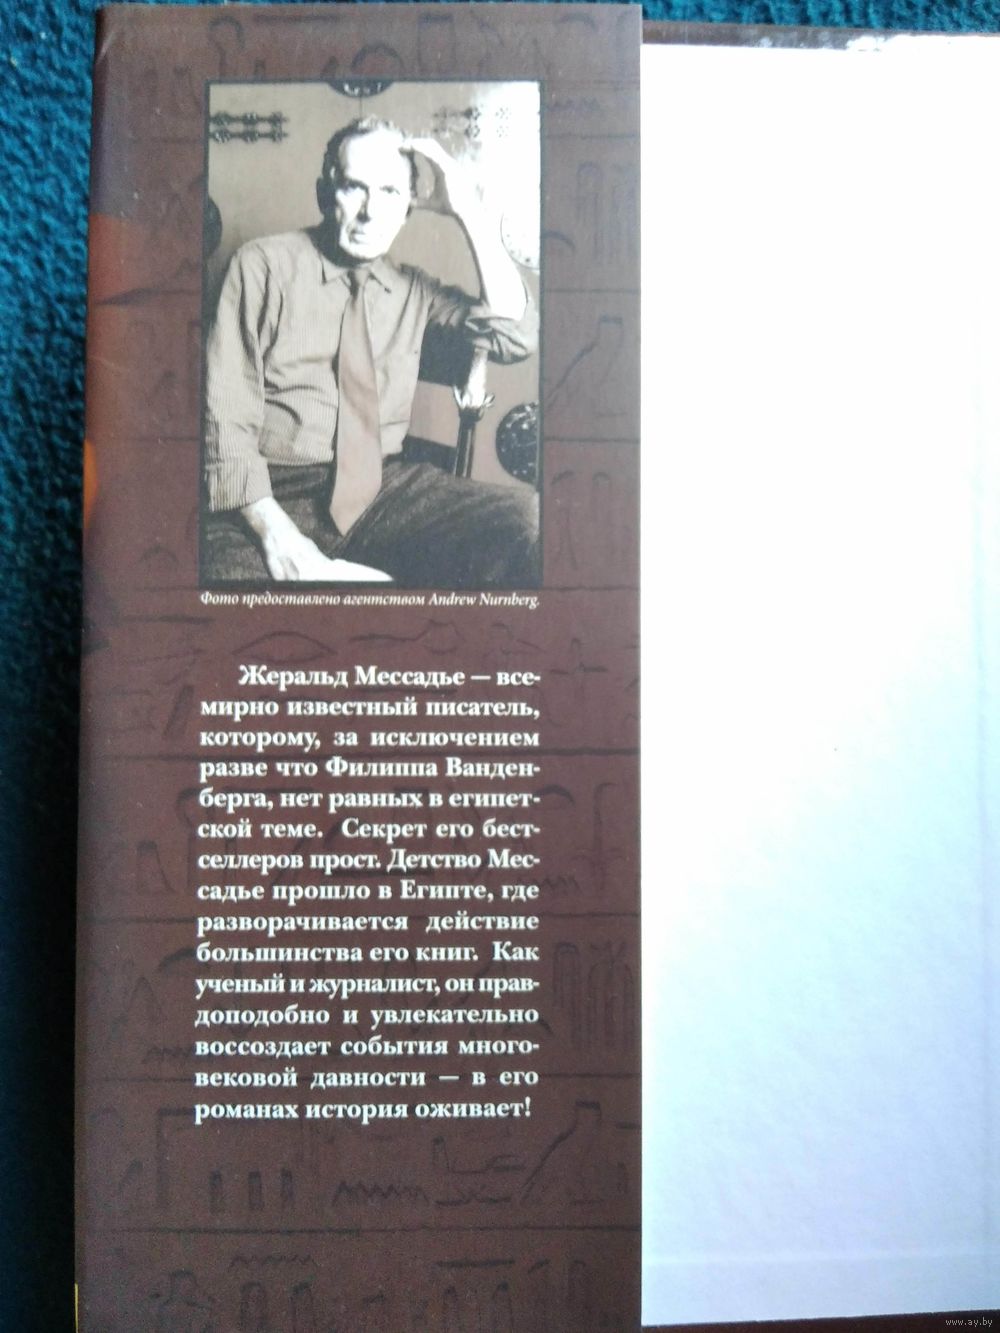 Фото предоставлено агентством Andrew Nurnberg.
Жеральд Мессадье — все-
мирно известный писатель,
которому, за исключением
разве что Филиппа Ванден-
берга, нет равных в египет-
ской теме. Секрет его бест-
селлеров прост. Детство Мес-
садье прошло в Египте, где
разворачивается действие
большинства его книг. Как
ученый и журналист, он прав-
доподобно и увлекательно
воссоздает события много-
вековой давности — в его
романах история оживает!
www.ay.by